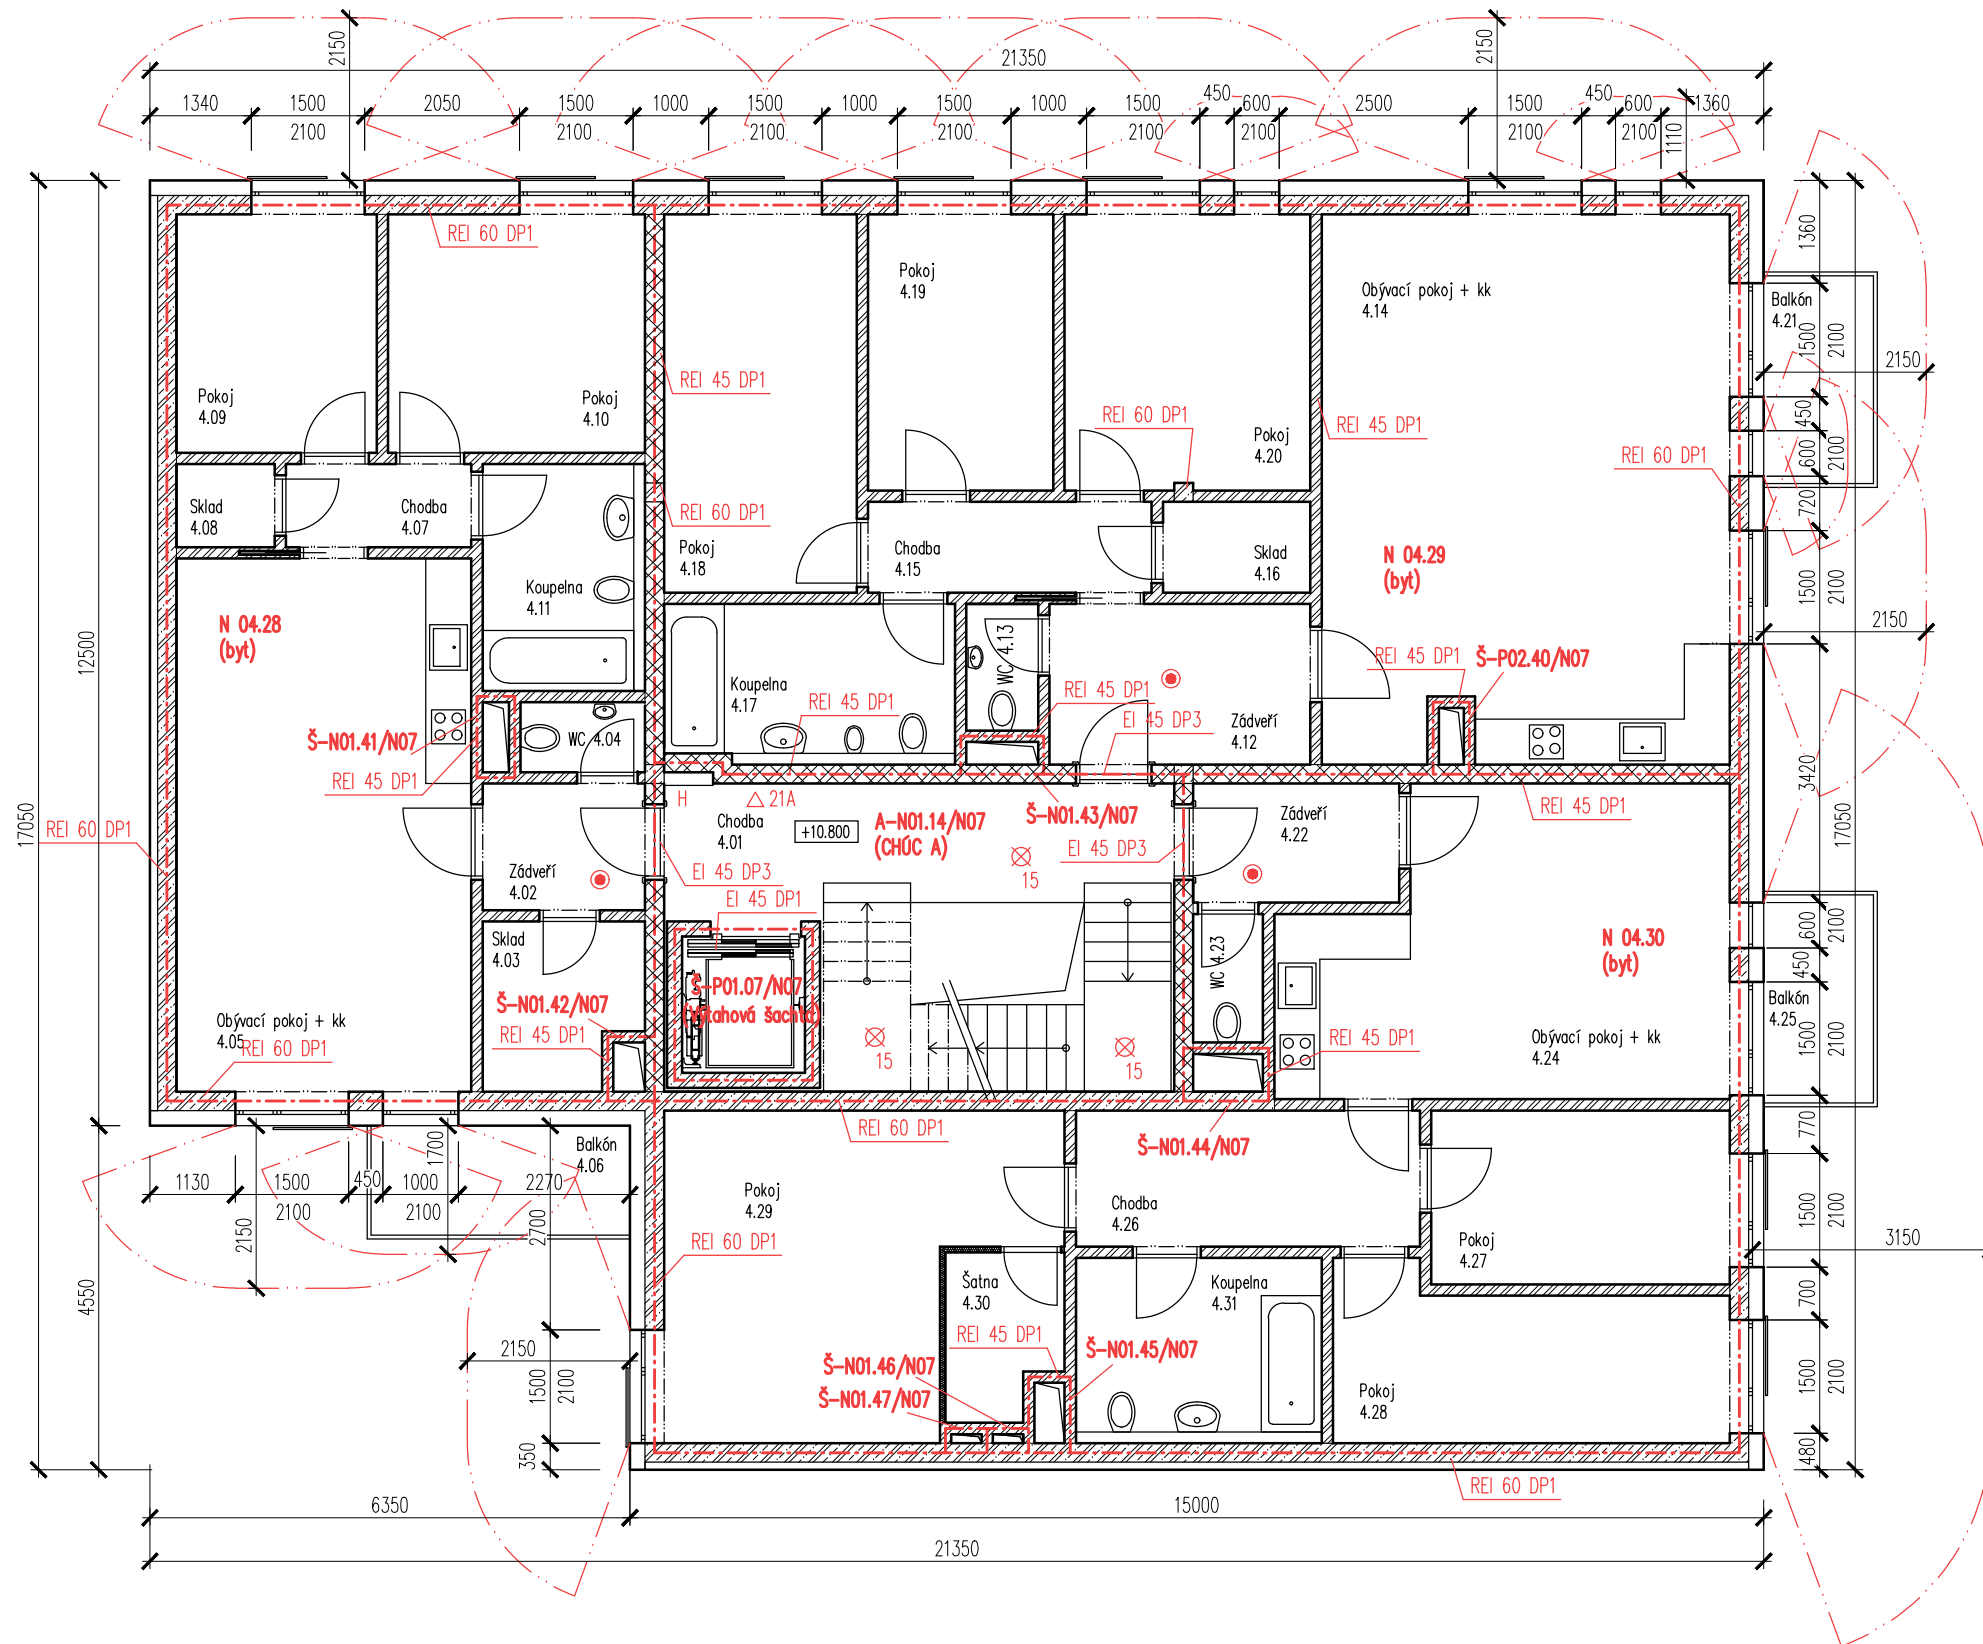 2150
21350
2150
1340
1500
2100
2050
1500
2100
1000
1500
2100
1000
1500
2100
1000
1500
2100
450
600
2100
2500
1500
2100
450
600
2100
1360
1110
REI 60 DP1
Pokoj
4.09
Pokoj
4.10
REI 45 DP1
Pokoj
4.19
REI 60 DP1
Pokoj
4.20
Obývací pokoj + kk
4.14
REI 45 DP1
REI 60 DP1
Balkón
4.21
1360
1500
2100
2150
450
600
2100
720
1500
2100
2150
Sklad
4.08
Chodba
4.07
REI 60 DP1
Pokoj
4.18
Chodba
4.15
Sklad
4.16
N 04.29
(byt)
Koupelna
4.11
N 04.28
(byt)
12500
17050
WC 4.13
Koupelna
4.17
REI 45 DP1
REI 45 DP1
EI 45 DP3
Zádveří
4.12
REI 45 DP1
Š-P02.40/N07
Š-N01.41/N07
REI 45 DP1
WC 4.04
REI 60 DP1
H
21A
Chodba
4.01
+10.800
A-N01.14/N07
(CHÚC A)
Š-N01.43/N07
EI 45 DP3
15
Zádveří
4.22
REI 45 DP1
3420
17050
Zádveří
4.02
EI 45 DP3
EI 45 DP1
Sklad
4.03
Š-N01.42/N07
REI 45 DP1
Š-P01.07/N07
(výtahová šachta)
15
15
WC 4.23
REI 45 DP1
N 04.30
(byt)
Obývací pokoj + kk
4.24
Balkón
4.25
600
2100
450
1500
2100
Obývací pokoj + kk
4.05
REI 60 DP1
REI 60 DP1
Š-N01.44/N07
Balkón
4.06
1700
1130
1500
2100
450
1000
2100
2270
2150
2700
4550
Pokoj
4.29
REI 60 DP1
Chodba
4.26
Pokoj
4.27
770
1500
2100
3150
700
Šatna
4.30
Koupelna
4.31
REI 45 DP1
Š-N01.45/N07
Š-N01.46/N07
Š-N01.47/N07
Pokoj
4.28
2150
1500
2100
350
1500
2100
480
REI 60 DP1
6350
15000
21350